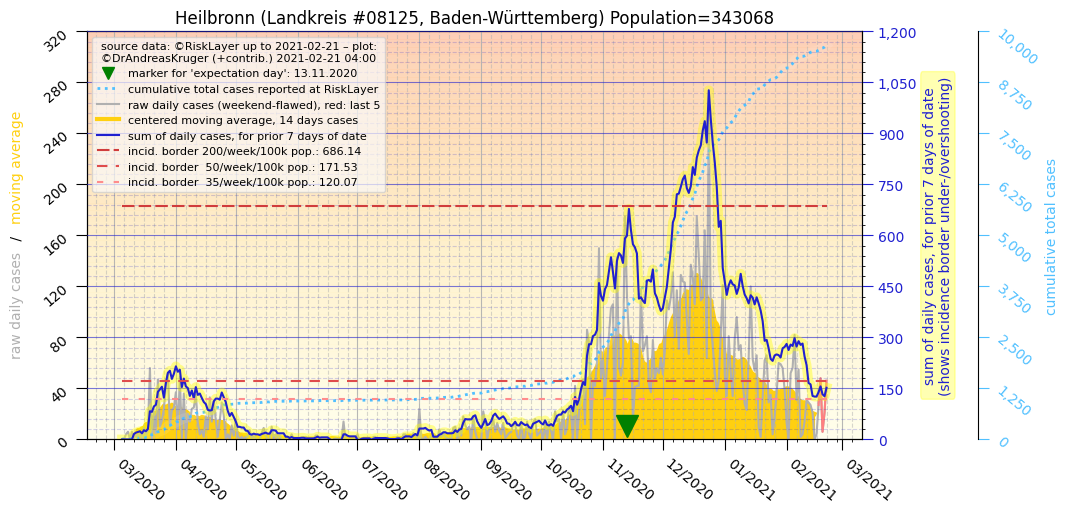 Heilbronn (Landkreis #08125, Baden-Württemberg) Population=343068
source data: ©RiskLayer up to 2021-02-21 – plot:
©DrAndreasKruger (+contrib.) 2021-02-21 04:00
marker for 'expectation day': 13.11.2020
cumulative total cases reported at RiskLayer
raw daily cases (weekend-flawed), red: last 5
centered moving average, 14 days cases
sum of daily cases, for prior 7 days of date
incid. border 200/week/100k pop.: 686.14
incid. border  50/week/100k pop.: 171.53
incid. border  35/week/100k pop.: 120.07
raw daily cases / moving average
320
280
240
200
160
120
80
40
0
1,200
1,050
900
750
600
450
300
150
0
sum of daily cases, for prior 7 days of date
(shows incidence border under-/overshooting)
10,000
8,750
7,500
6,250
5,000
3,750
2,500
1,250
0
cumulative total cases
03/2020
04/2020
05/2020
06/2020
07/2020
08/2020
09/2020
10/2020
11/2020
12/2020
01/2021
02/2021
03/2021